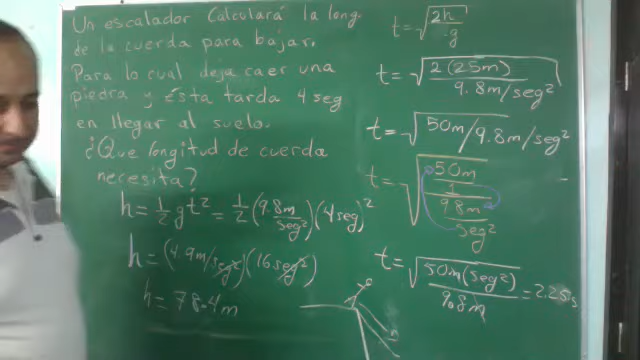 Un escalador Calculará la long.
de la cuerda para bajar.
Para lo cual deja caer una
piedra y ésta tarda 4 seg
en llegar al suelo.
¿Que longitud de cuerda
necesita?
h = 1/2 g t² = 1/2 (9.8m/seg²)(4seg)²
h = (4.9m/seg²)(16seg²)
h = 78.4m
t = √(2h/g)
t = √(2(25m)/9.8m/seg²)
t = √50m/9.8m/seg²
t = √(50m/1/9.8m/seg²)
t = √(50m(seg²)/9.8m) = 2.25s